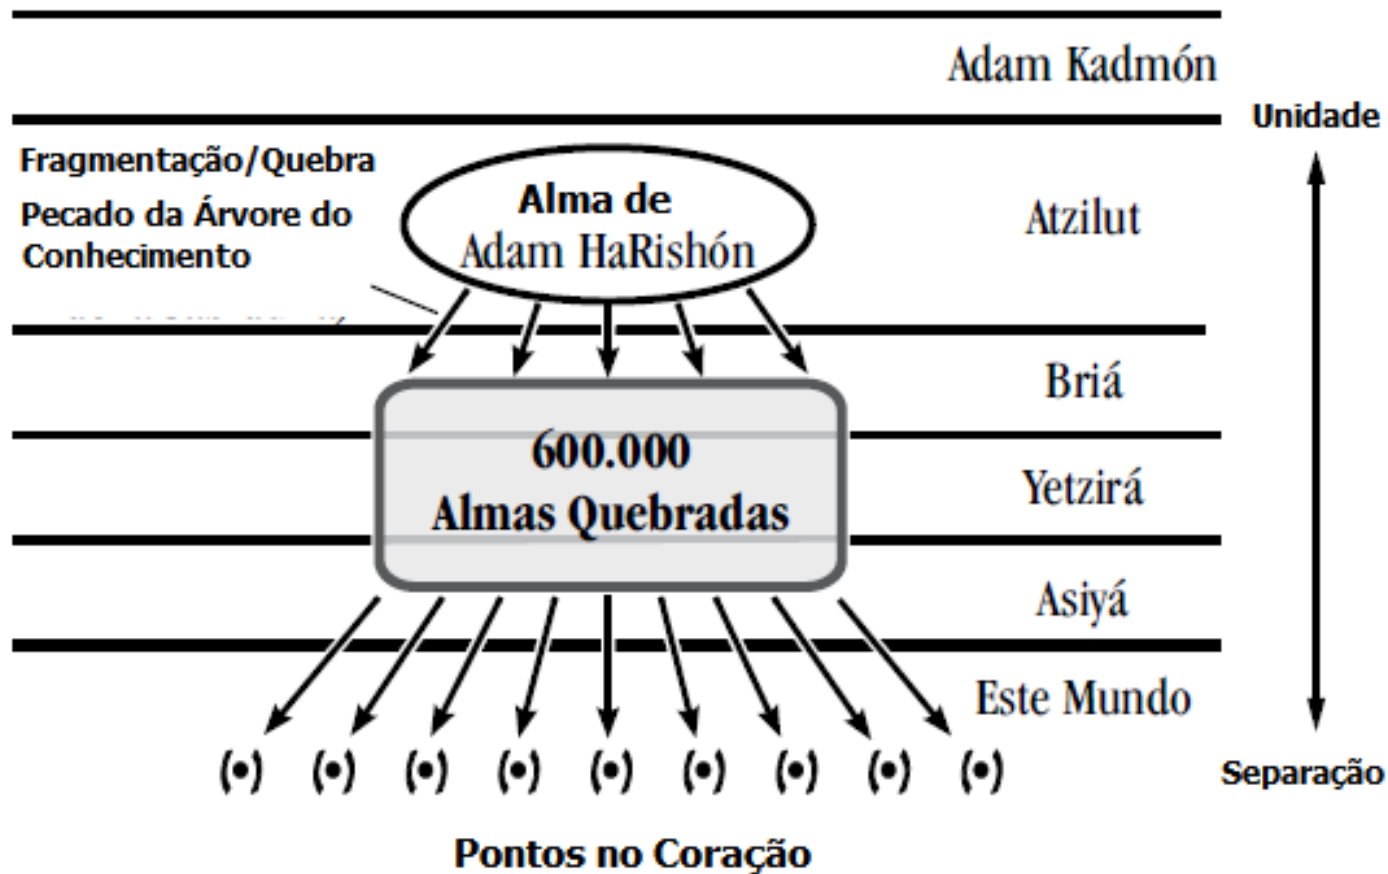 Adam Kadmón
Unidade
Fragmentação/Quebra
Pecado da Árvore do
Conhecimento
Alma de
Adam HaRishón
Atzilut
Briá
600.000
Almas Quebradas
Yetzirá
Asiyá
Este Mundo
Separação
Pontos no Coração